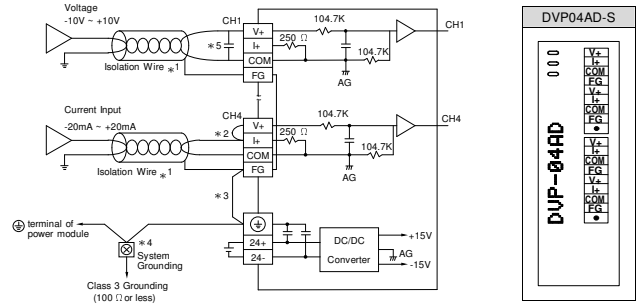 Voltage
-10V ~ +10V
Isolation Wire *1
*5
CH1
V+
I+
COM
FG
250 Ω
104.7K
104.7K
AG
CH1
Current Input
-20mA ~ +20mA
Isolation Wire *1
*2
CH4
V+
I+
COM
FG
250 Ω
104.7K
104.7K
AG
CH4
*3
terminal of
power module
*4
System
Grounding
Class 3 Grounding
(100 Ω or less)
24+
24-
DC/DC
Converter
+15V
AG
-15V
DVP04AD-S
DVP-04AD
V+
I+
COM
FG
V+
I+
COM
FG
V+
I+
COM
FG
V+
I+
COM
FG